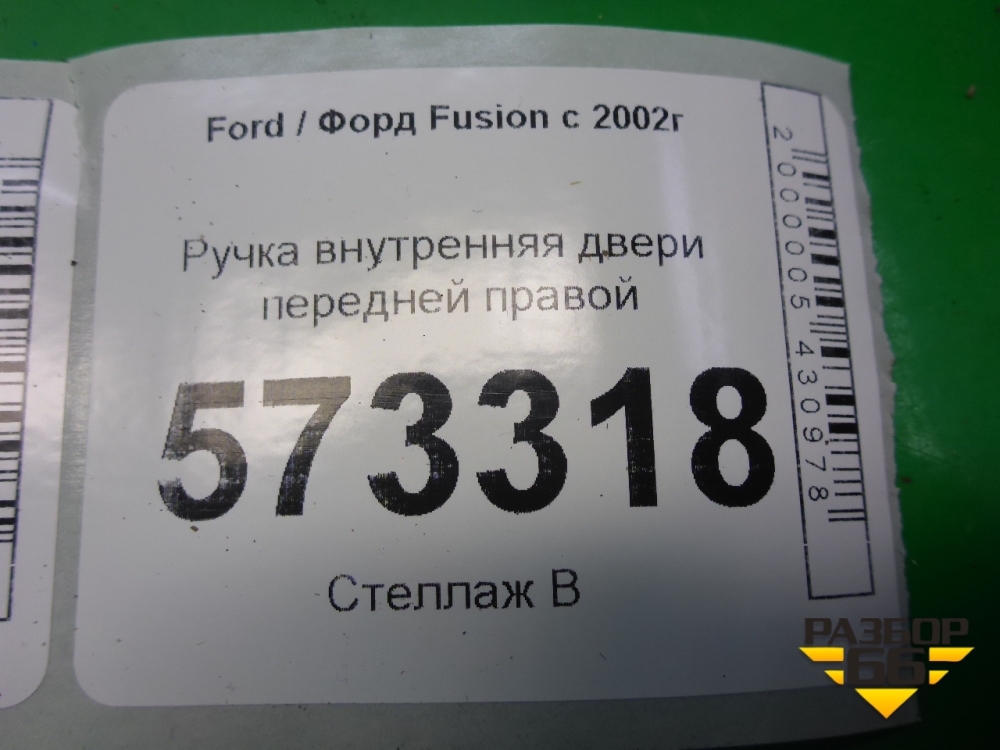 Ford / Форд Fusion с 2002г
Ручка внутренняя двери
передней правой
573318
Стеллаж В
2000005430978
РАЗБОР
66